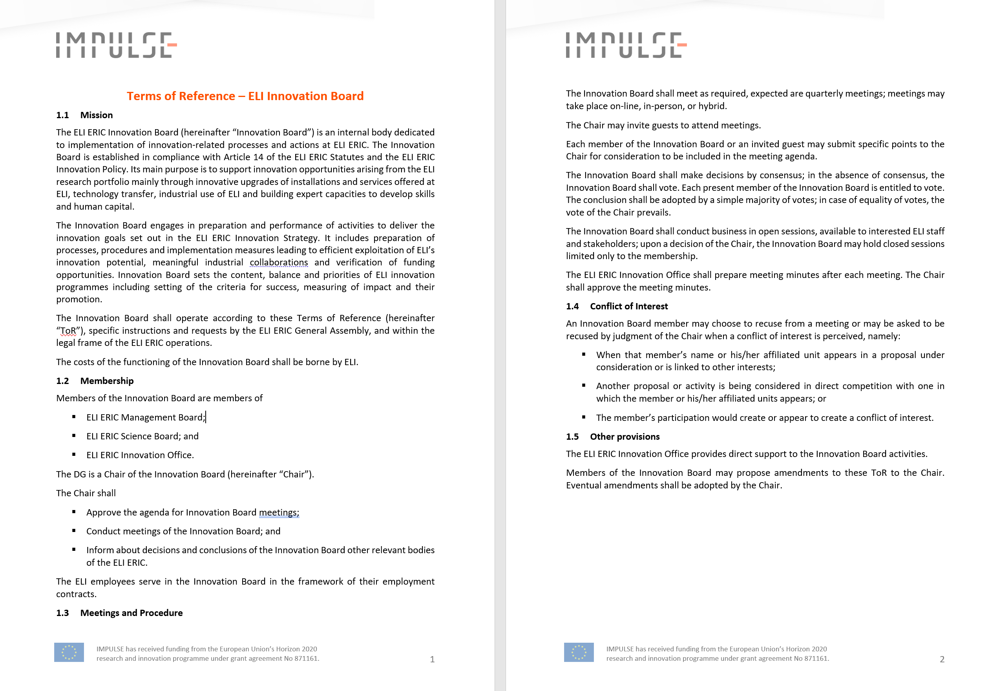 IMPULSE
Terms of Reference – ELI Innovation Board
1.1 Mission
The ELI ERIC Innovation Board (hereinafter “Innovation Board”) is an internal body dedicated
to implementation of innovation-related processes and actions at ELI ERIC. The Innovation
Board is established in compliance with Article 14 of the ELI ERIC Statutes and the ELI ERIC
Innovation Policy. Its main purpose is to support innovation opportunities arising from the ELI
research portfolio mainly through innovative upgrades of installations and services offered at
ELI, technology transfer, industrial use of ELI and building expert capacities to develop skills
and human capital.
The Innovation Board engages in preparation and performance of activities to deliver the
innovation goals set out in the ELI ERIC Innovation Strategy. It includes preparation of
processes, procedures and implementation measures leading to efficient exploitation of ELI’s
innovation potential, meaningful industrial collaborations and verification of funding
opportunities. Innovation Board sets the content, balance and priorities of ELI innovation
programmes including setting of the criteria for success, measuring of impact and their
promotion.
The Innovation Board shall operate according to these Terms of Reference (hereinafter
“ToR”), specific instructions and requests by the ELI ERIC General Assembly, and within the
legal frame of the ELI ERIC operations.
The costs of the functioning of the Innovation Board shall be borne by ELI.
1.2 Membership
Members of the Innovation Board are members of
▪ ELI ERIC Management Board;
▪ ELI ERIC Science Board; and
▪ ELI ERIC Innovation Office.
The DG is a Chair of the Innovation Board (hereinafter “Chair”).
The Chair shall
▪ Approve the agenda for Innovation Board meetings;
▪ Conduct meetings of the Innovation Board; and
▪ Inform about decisions and conclusions of the Innovation Board other relevant bodies
of the ELI ERIC.
The ELI employees serve in the Innovation Board in the framework of their employment
contracts.
1.3 Meetings and Procedure
IMPULSE has received funding from the European Union’s Horizon 2020
research and innovation programme under grant agreement No 871161.
1
IMPULSE
The Innovation Board shall meet as required, expected are quarterly meetings; meetings may
take place on-line, in-person, or hybrid.
The Chair may invite guests to attend meetings.
Each member of the Innovation Board or an invited guest may submit specific points to the
Chair for consideration to be included in the meeting agenda.
The Innovation Board shall make decisions by consensus; in the absence of consensus, the
Innovation Board shall vote. Each present member of the Innovation Board is entitled to vote.
The conclusion shall be adopted by a simple majority of votes; in case of equality of votes, the
vote of the Chair prevails.
The Innovation Board shall conduct business in open sessions, available to interested ELI staff
and stakeholders; upon a decision of the Chair, the Innovation Board may hold closed sessions
limited only to the membership.
The ELI ERIC Innovation Office shall prepare meeting minutes after each meeting. The Chair
shall approve the meeting minutes.
1.4 Conflict of Interest
An Innovation Board member may choose to recuse from a meeting or may be asked to be
recused by judgment of the Chair when a conflict of interest is perceived, namely:
▪ When that member’s name or his/her affiliated unit appears in a proposal under
consideration or is linked to other interests;
▪ Another proposal or activity is being considered in direct competition with one in
which the member or his/her affiliated units appears; or
▪ The member’s participation would create or appear to create a conflict of interest.
1.5 Other provisions
The ELI ERIC Innovation Office provides direct support to the Innovation Board activities.
Members of the Innovation Board may propose amendments to these ToR to the Chair.
Eventual amendments shall be adopted by the Chair.
IMPULSE has received funding from the European Union’s Horizon 2020
research and innovation programme under grant agreement No 871161.
2